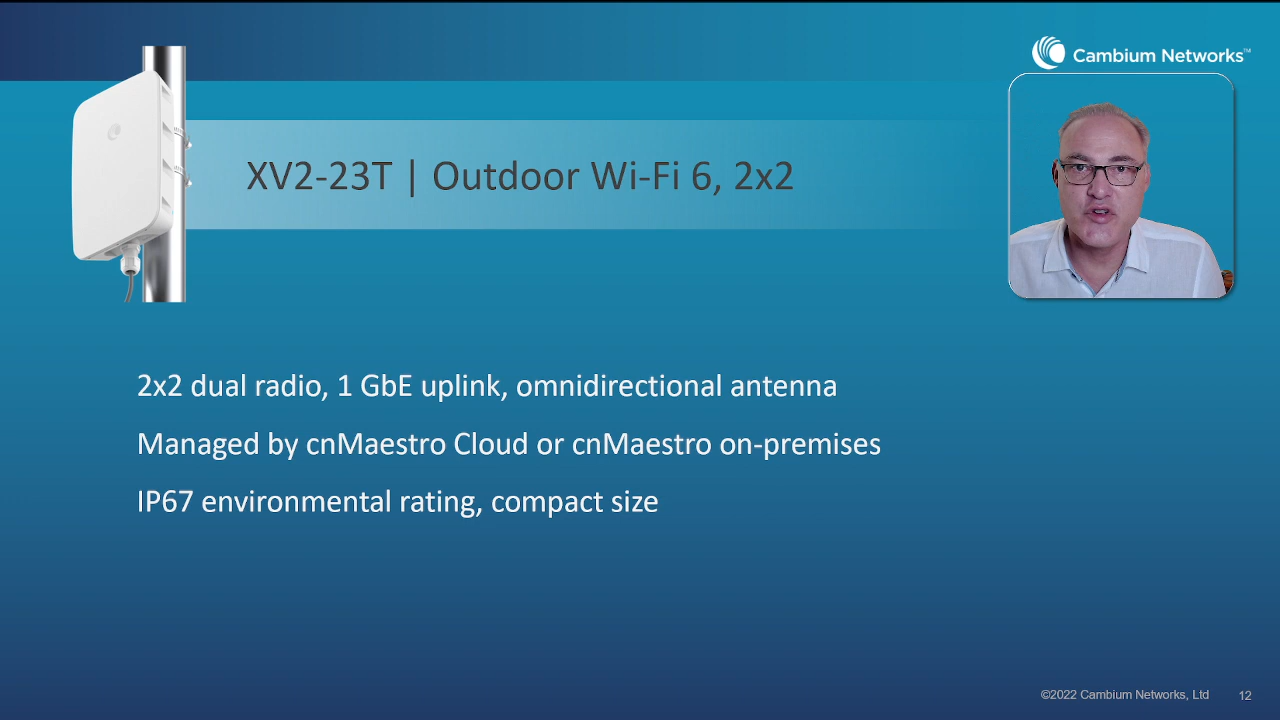 Cambium Networks™
XV2-23T | Outdoor Wi-Fi 6, 2x2
2x2 dual radio, 1 GbE uplink, omnidirectional antenna
Managed by cnMaestro Cloud or cnMaestro on-premises
IP67 environmental rating, compact size
©2022 Cambium Networks, Ltd 12